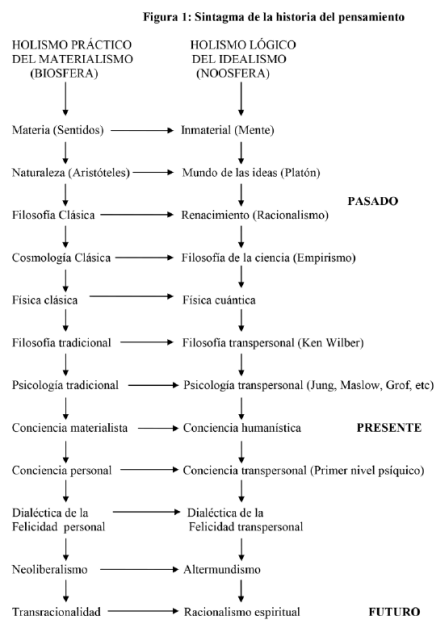 Figura 1: Sintagma de la historia del pensamiento
HOLISMO PRÁCTICO HOLISMO LÓGICO
DEL MATERIALISMO DEL IDEALISMO
(BIOSFERA) (NOOSFERA)
Materia (Sentidos) Inmaterial (Mente)
Naturaleza (Aristóteles) Mundo de las ideas (Platón)
PASADO
Filosofía Clásica Renacimiento (Racionalismo)
Cosmología Clásica Filosofía de la ciencia (Empirismo)
Física clásica Física cuántica
Filosofía tradicional Filosofía transpersonal (Ken Wilber)
Psicología tradicional Psicología transpersonal (Jung, Maslow, Grof, etc)
Conciencia materialista Conciencia humanística PRESENTE
Conciencia personal Conciencia transpersonal (Primer nivel psíquico)
Dialéctica de la Dialéctica de la
Felicidad personal Felicidad transpersonal
Neoliberalismo Altermundismo
Transracionalidad Racionalismo espiritual FUTURO